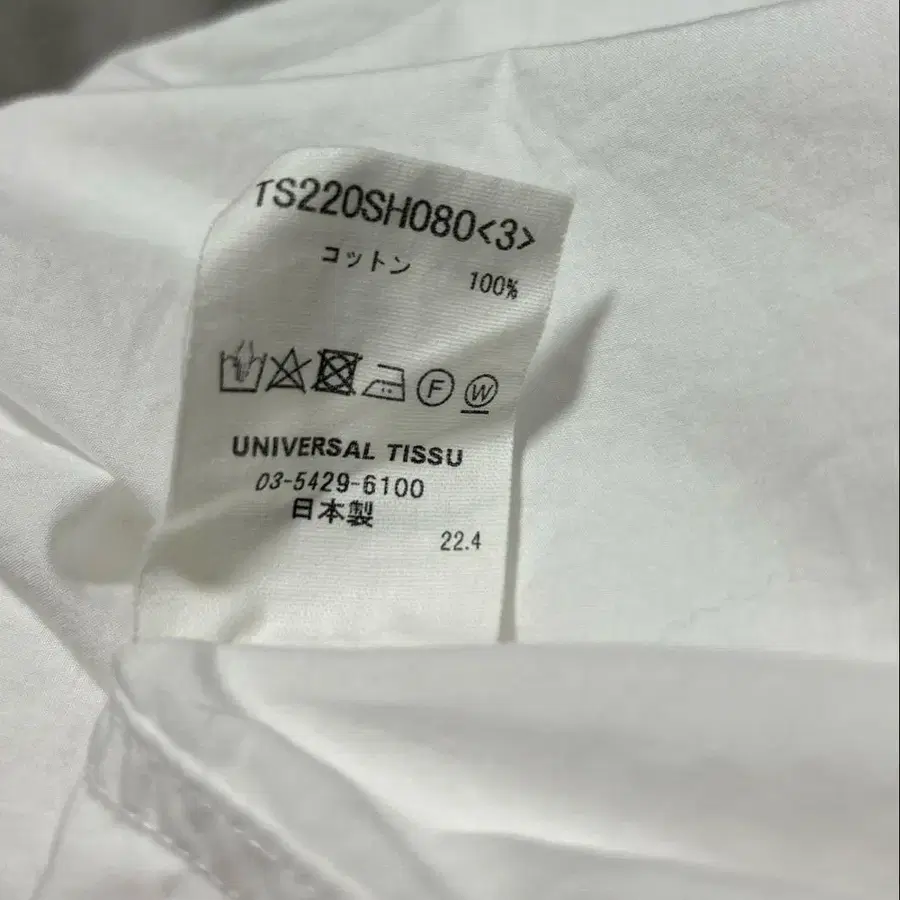 TS220SH080<3>
コットン 100%
F W
UNIVERSAL TISSU
03-5429-6100
日本製
22.4